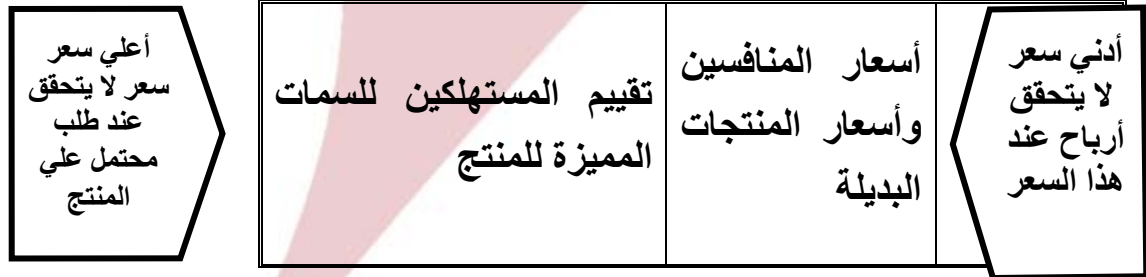 أدني سعر
لا يتحقق
أرباح عند
هذا السعر
أسعار المنافسين
وأسعار المنتجات
البديلة
تقييم المستهلكين للسمات
المميزة للمنتج
أعلي سعر
سعر لا يتحقق
عند طلب
محتمل علي
المنتج